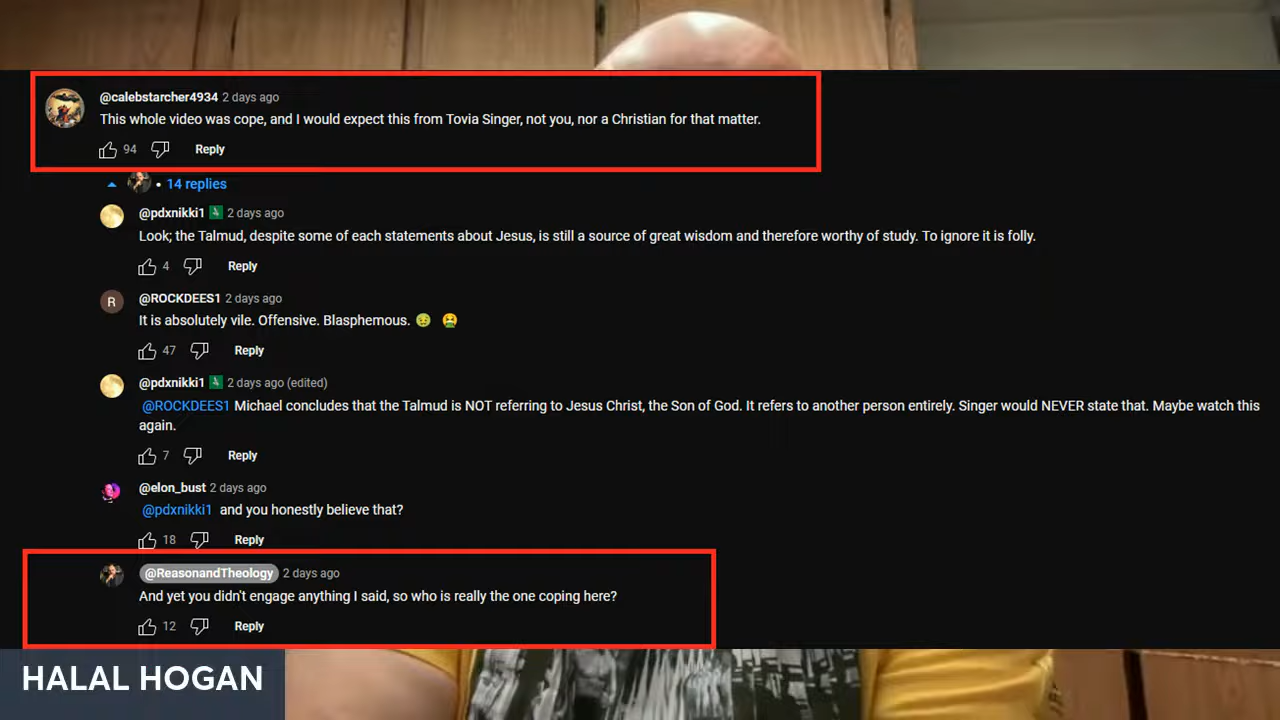 @calebstarcher4934 2 days ago
This whole video was cope, and I would expect this from Tovia Singer, not you, nor a Christian for that matter.
94 Reply
• 14 replies
@pdxnikki1 2 days ago
Look; the Talmud, despite some of each statements about Jesus, is still a source of great wisdom and therefore worthy of study. To ignore it is folly.
4 Reply
R
@ROCKDEES1 2 days ago
It is absolutely vile. Offensive. Blasphemous. 🤢 🤮
47 Reply
@pdxnikki1 2 days ago (edited)
@ROCKDEES1 Michael concludes that the Talmud is NOT referring to Jesus Christ, the Son of God. It refers to another person entirely. Singer would NEVER state that. Maybe watch this
again.
7 Reply
@elon_bust 2 days ago
@pdxnikki1 and you honestly believe that?
18 Reply
@ReasonandTheology 2 days ago
And yet you didn't engage anything I said, so who is really the one coping here?
12 Reply
HALAL HOGAN